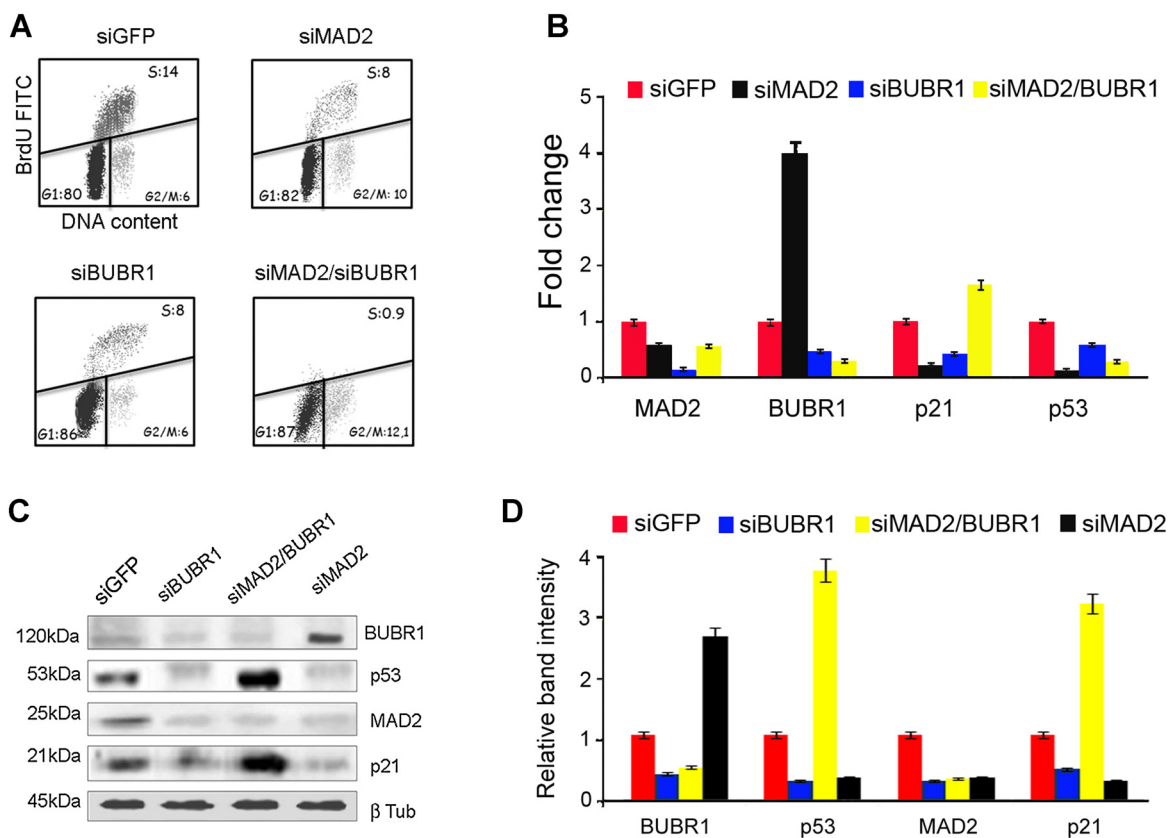 A
siGFP
siMAD2
S:14
S:8
BrdU FITC
G1:80
G2/M:6
G1:82
G2/M: 10
DNA content
siBUBR1
siMAD2/siBUBR1
S:8
S:0.9
G1:86
G2/M:6
G1:87
G2/M:12,1
B
siGFP siMAD2 siBUBR1 siMAD2/BUBR1
Fold change
5
4
3
2
1
0
MAD2 BUBR1 p21 p53
C
siGFP siBUBR1 siMAD2/BUBR1 siMAD2
120kDa BUBR1
53kDa p53
25kDa MAD2
21kDa p21
45kDa β Tub
D
siGFP siBUBR1 siMAD2/BUBR1 siMAD2
Relative band intensity
4
3
2
1
0
BUBR1 p53 MAD2 p21